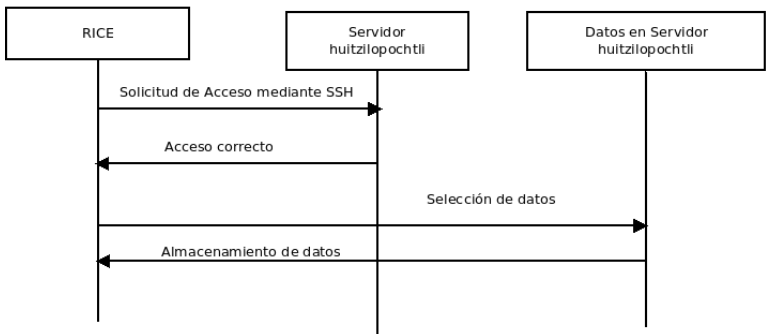 RICE
Servidor
huitzilopochtli
Datos en Servidor
huitzilopochtli
Solicitud de Acceso mediante SSH
Acceso correcto
Selección de datos
Almacenamiento de datos